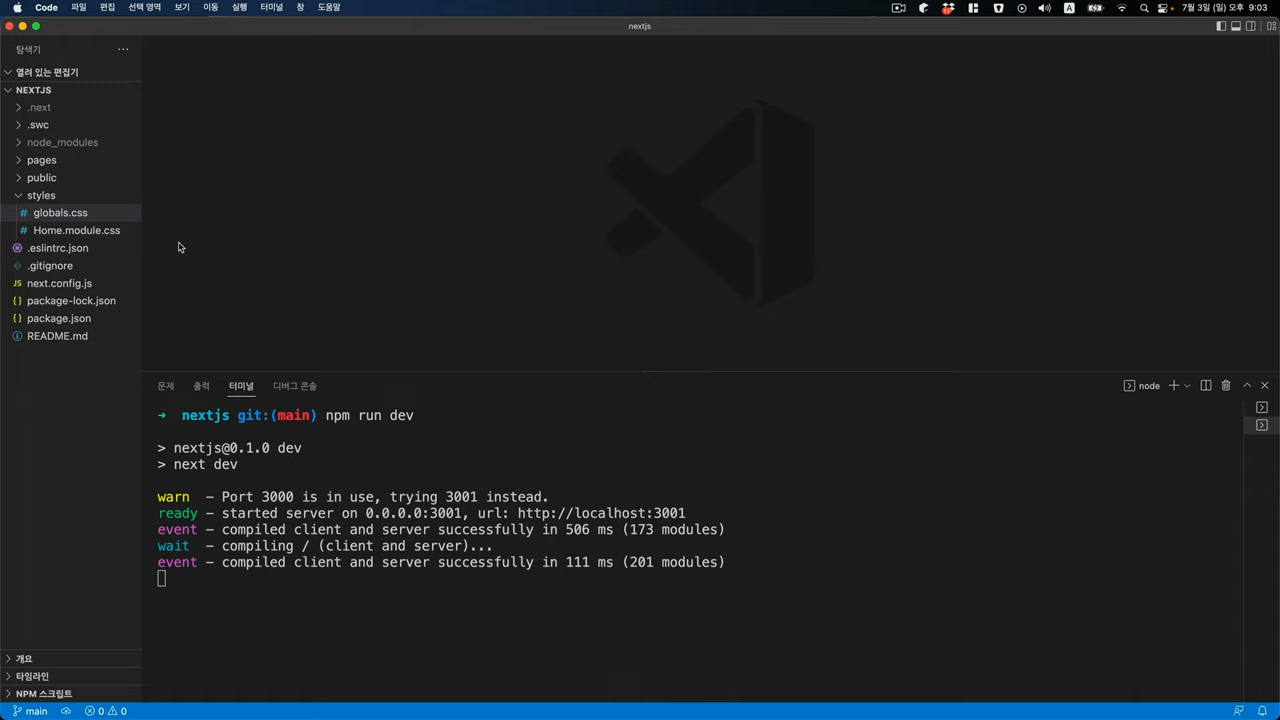 Code 파일 편집 선택 영역 보기 이동 실행 터미널 창 도움말
A 7월 3일 (일) 오후 9:03
nextjs
탐색기 ...
열려 있는 편집기
NEXTJS
.next
.swc
node_modules
pages
public
styles
# globals.css
# Home.module.css
.eslintrc.json
.gitignore
JS next.config.js
{} package-lock.json
{} package.json
README.md
문제 출력 터미널 디버그 콘솔
node
→ nextjs git:(main) npm run dev
> nextjs@0.1.0 dev
> next dev
warn - Port 3000 is in use, trying 3001 instead.
ready - started server on 0.0.0.0:3001, url: http://localhost:3001
event - compiled client and server successfully in 506 ms (173 modules)
wait - compiling / (client and server)...
event - compiled client and server successfully in 111 ms (201 modules)
개요
타임라인
NPM 스크립트
main 0 0